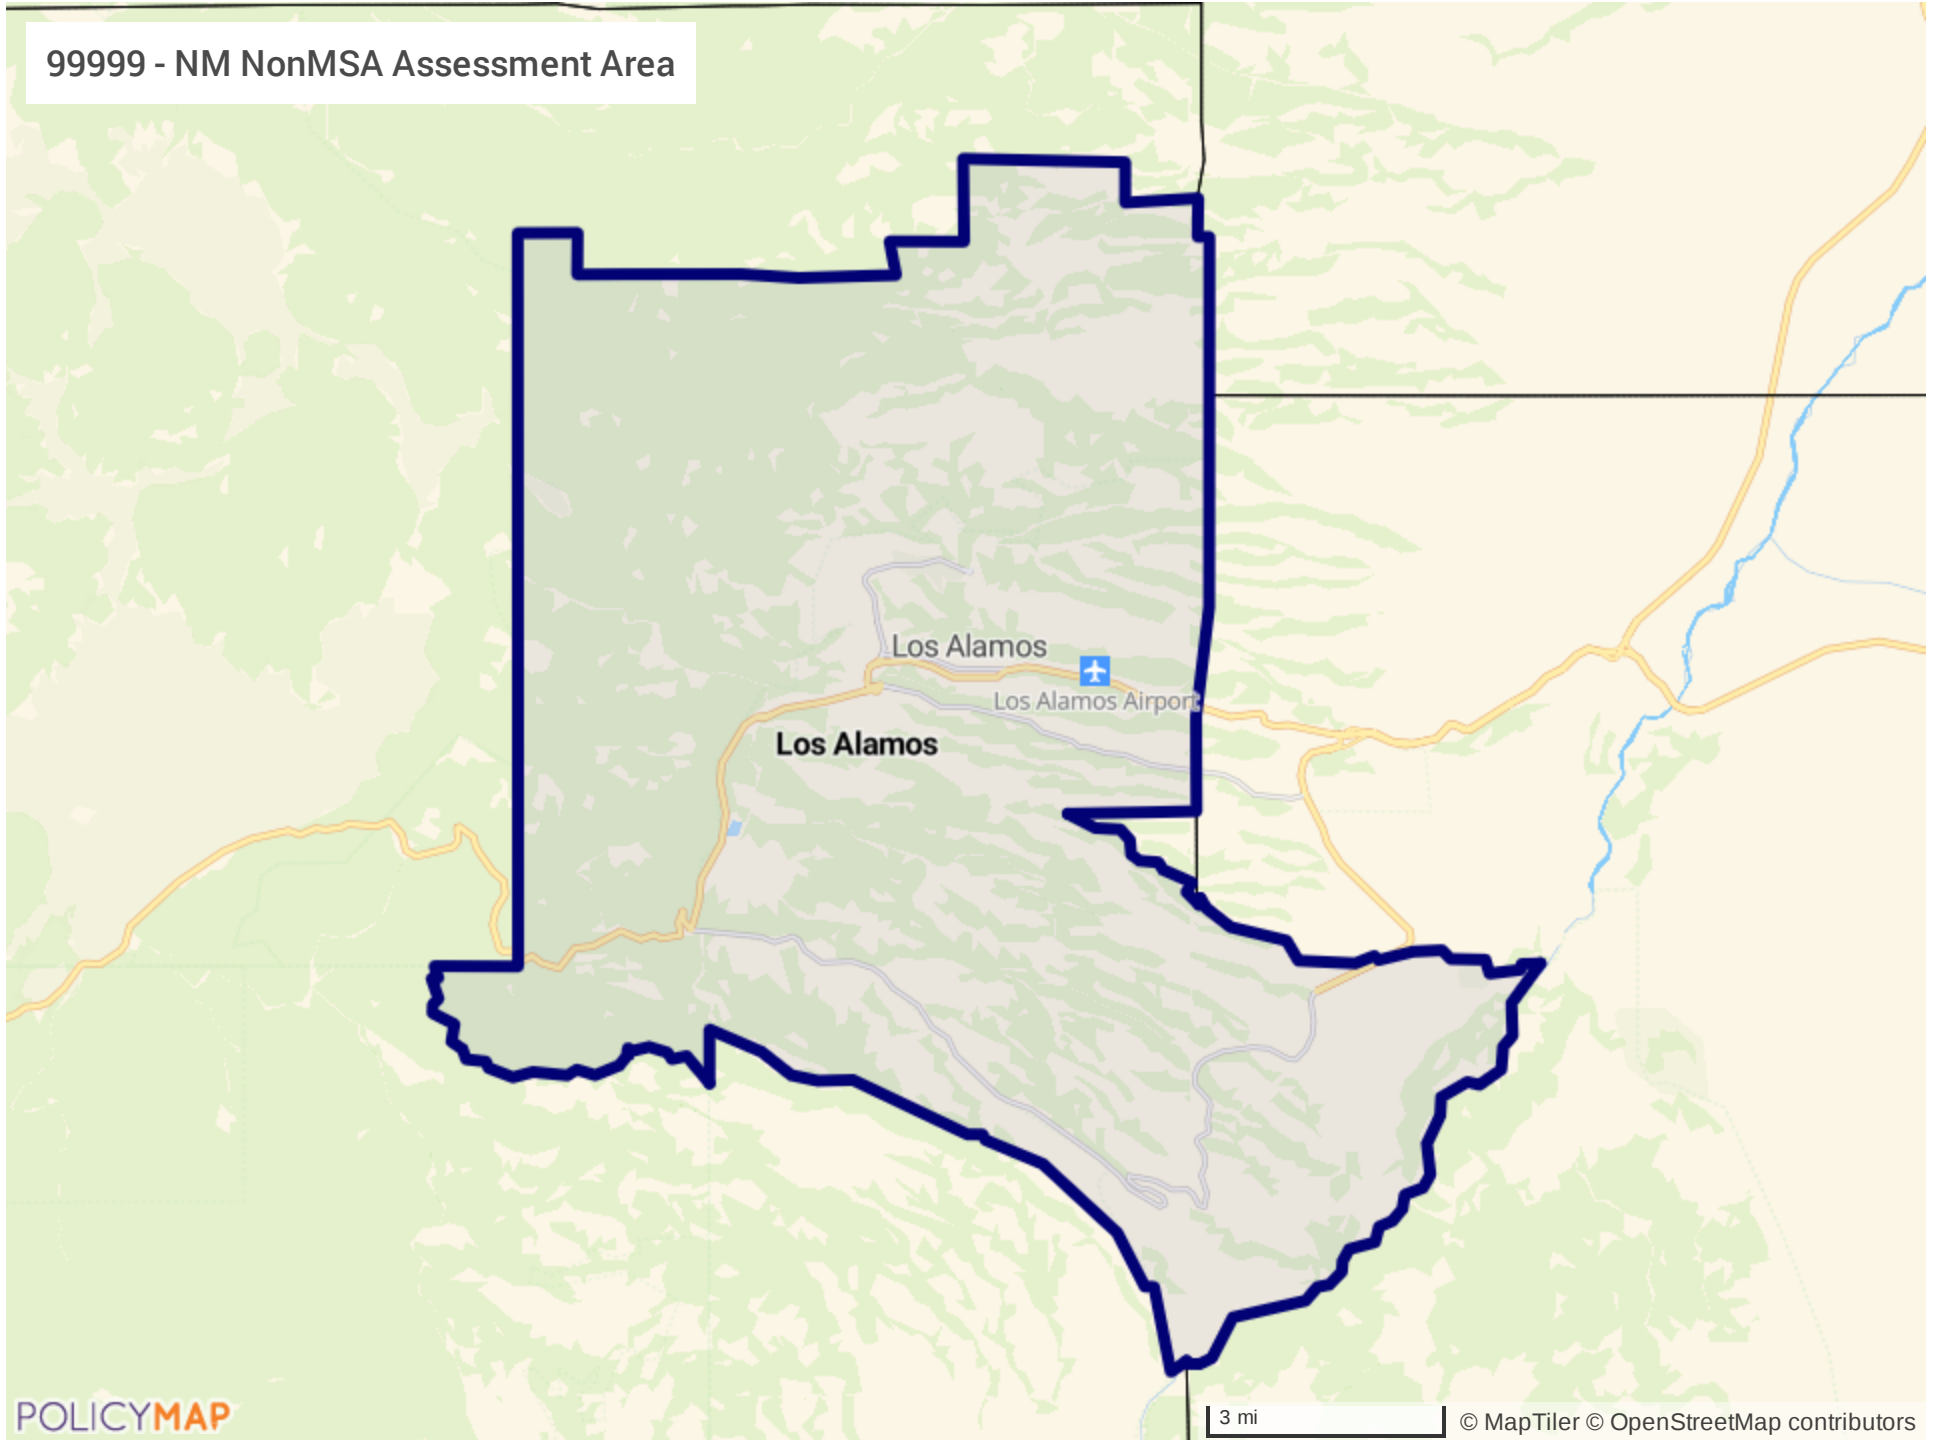 99999 - NM NonMSA Assessment Area
Los Alamos
Los Alamos Airport
Los Alamos
POLICYMAP
3 mi
© MapTiler © OpenStreetMap contributors